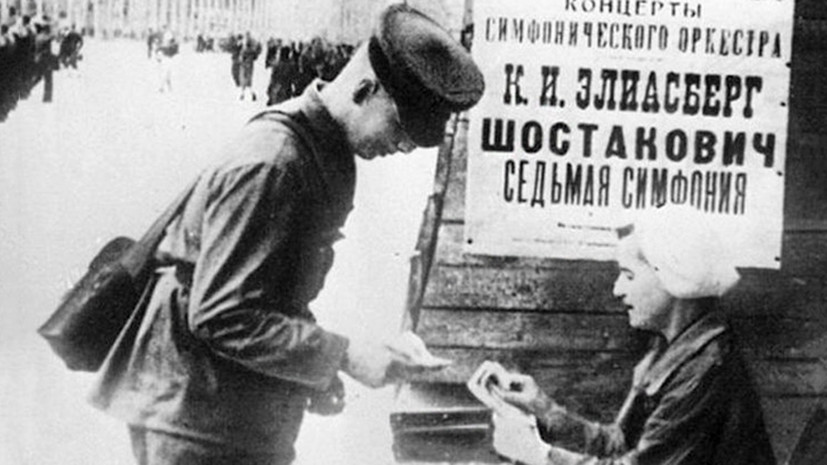 КОНЦЕРТЫ
СИМФОНИЧЕСКОГО ОРКЕСТРА
К. И. ЭЛИАСБЕРГ
ШОСТАКОВИЧ
СЕДЬМАЯ СИМФОНИЯ